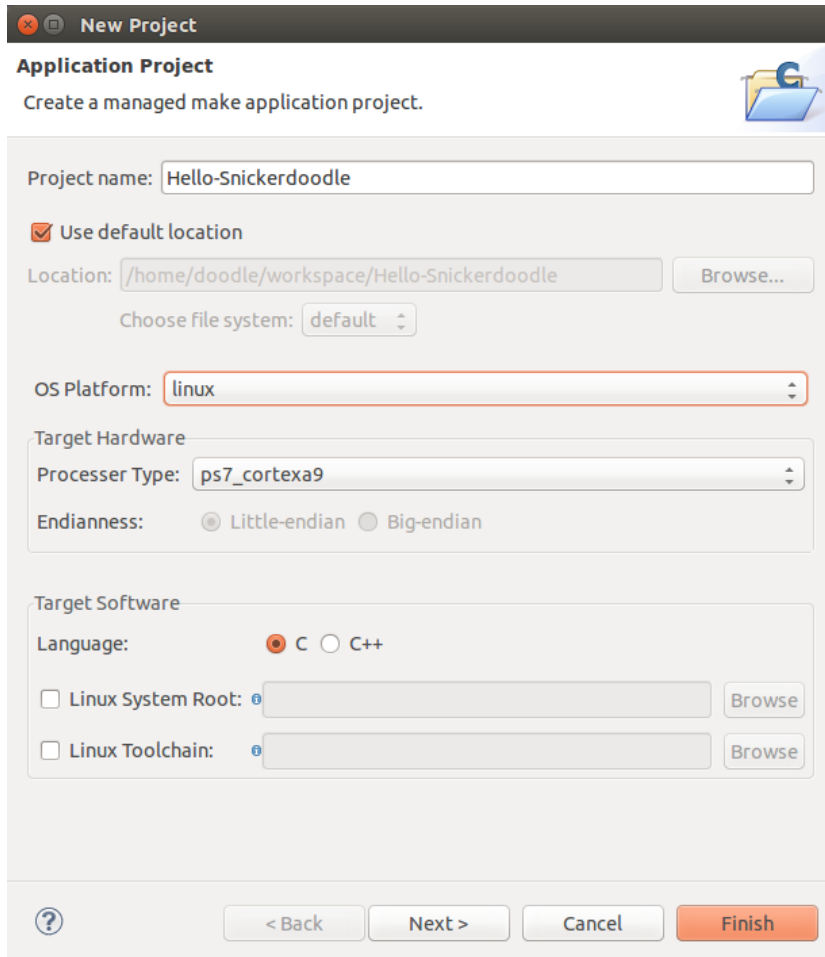 New Project
Application Project
Create a managed make application project.
Project name: Hello-Snickerdoodle
Use default location
Location: /home/doodle/workspace/Hello-Snickerdoodle Browse...
Choose file system: default
OS Platform: linux
Target Hardware
Processer Type: ps7_cortexa9
Endianness: Little-endian Big-endian
Target Software
Language: C C++
Linux System Root: Browse
Linux Toolchain: Browse
< Back Next > Cancel Finish